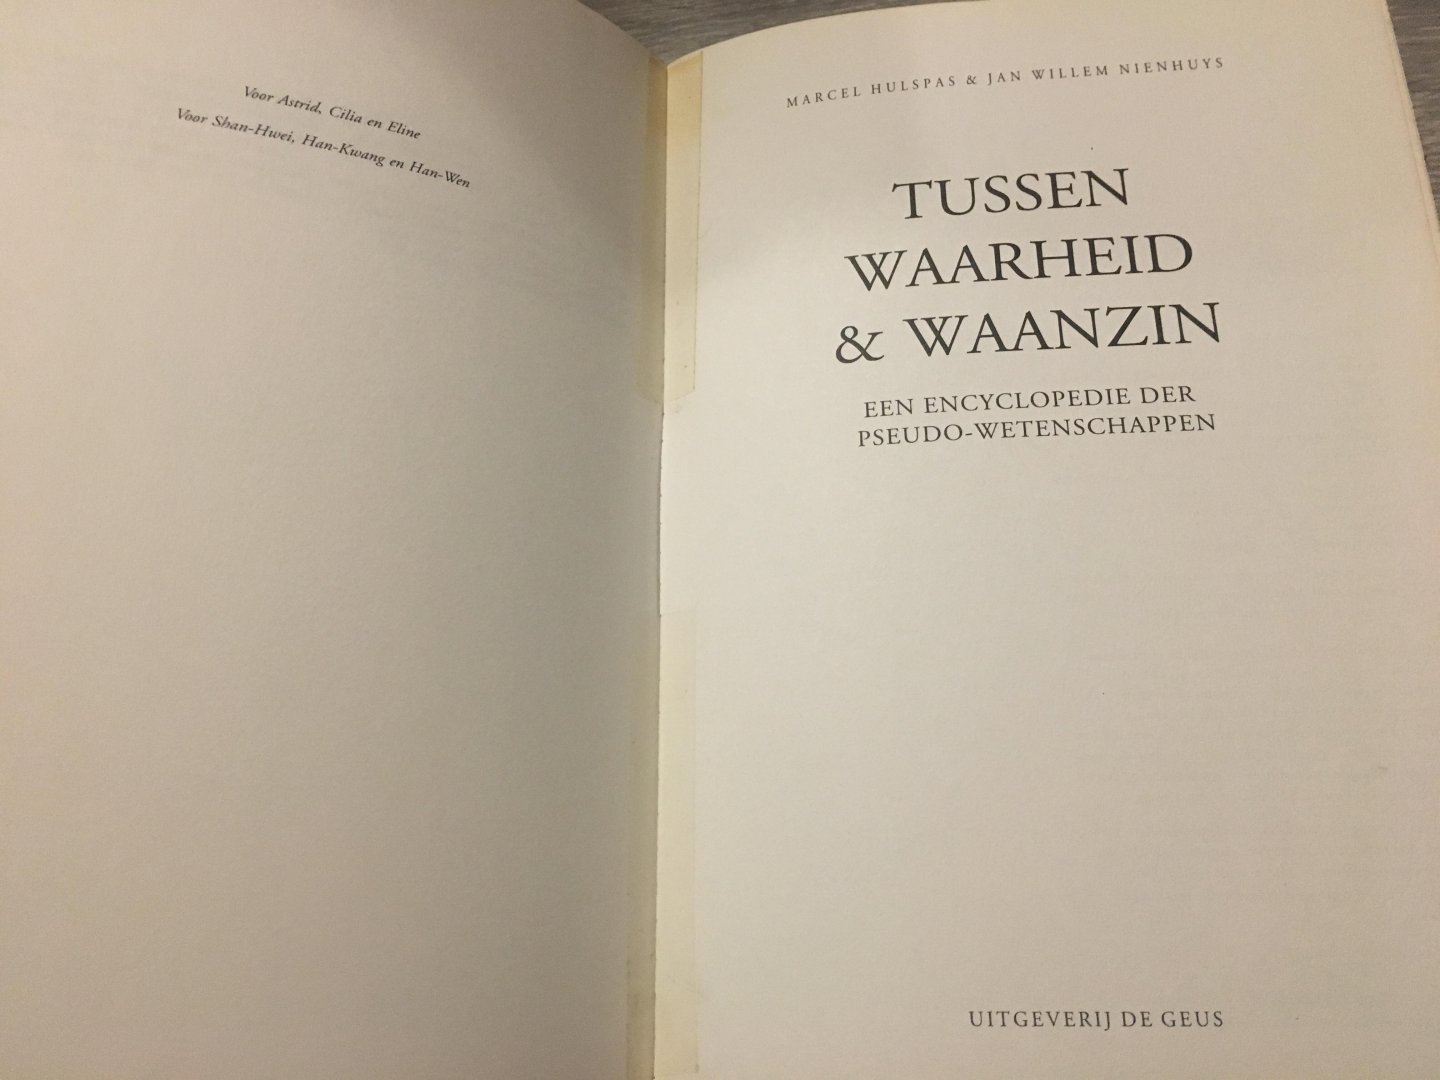 Voor Astrid, Cilia en Eline
Voor Shan-Hwei, Han-Kwang en Han-Wen
MARCEL HULSPAS & JAN WILLEM NIENHUYS
TUSSEN
WAARHEID
& WAANZIN
EEN ENCYCLOPEDIE DER
PSEUDO-WETENSCHAPPEN
UITGEVERIJ DE GEUS